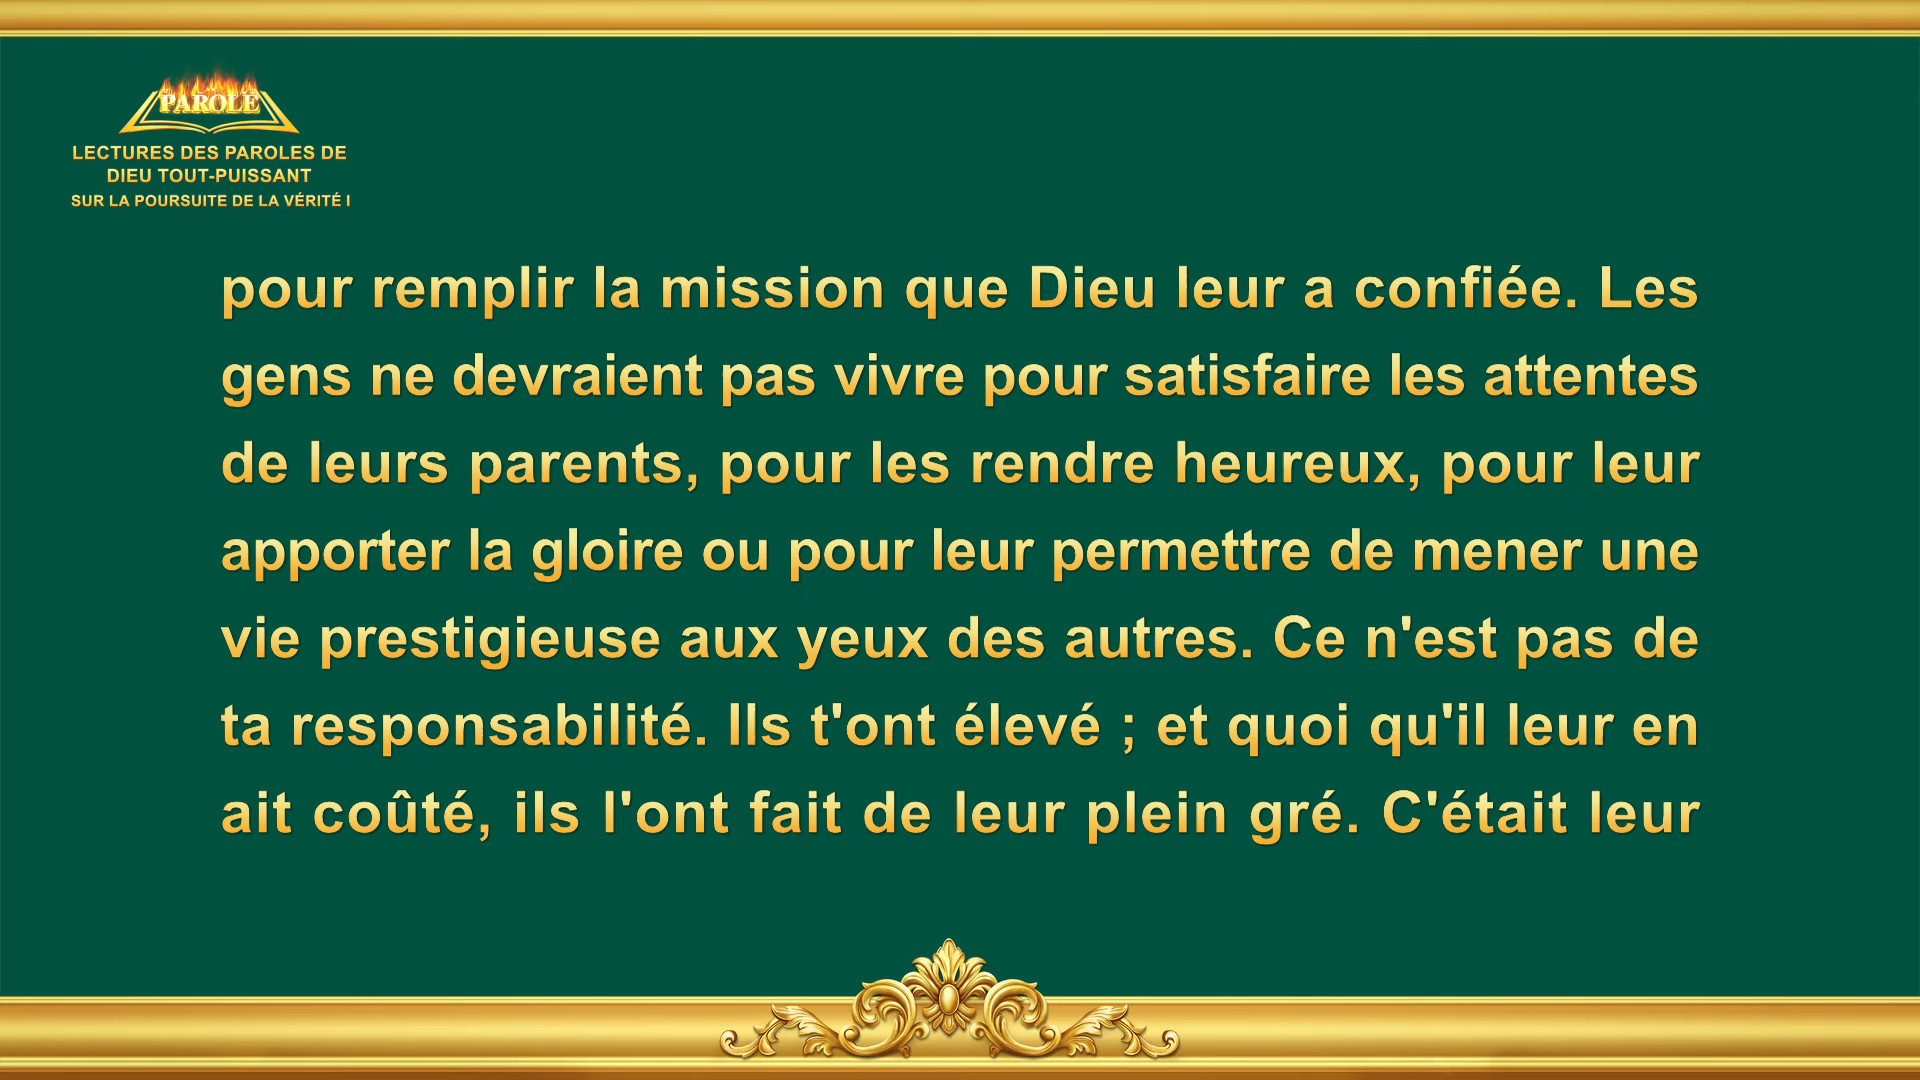 PAROLE
LECTURES DES PAROLES DE
DIEU TOUT-PUISSANT
SUR LA POURSUITE DE LA VÉRITÉ I
pour remplir la mission que Dieu leur a confiée. Les
gens ne devraient pas vivre pour satisfaire les attentes
de leurs parents, pour les rendre heureux, pour leur
apporter la gloire ou pour leur permettre de mener une
vie prestigieuse aux yeux des autres. Ce n'est pas de
ta responsabilité. Ils t'ont élevé ; et quoi qu'il leur en
ait coûté, ils l'ont fait de leur plein gré. C'était leur